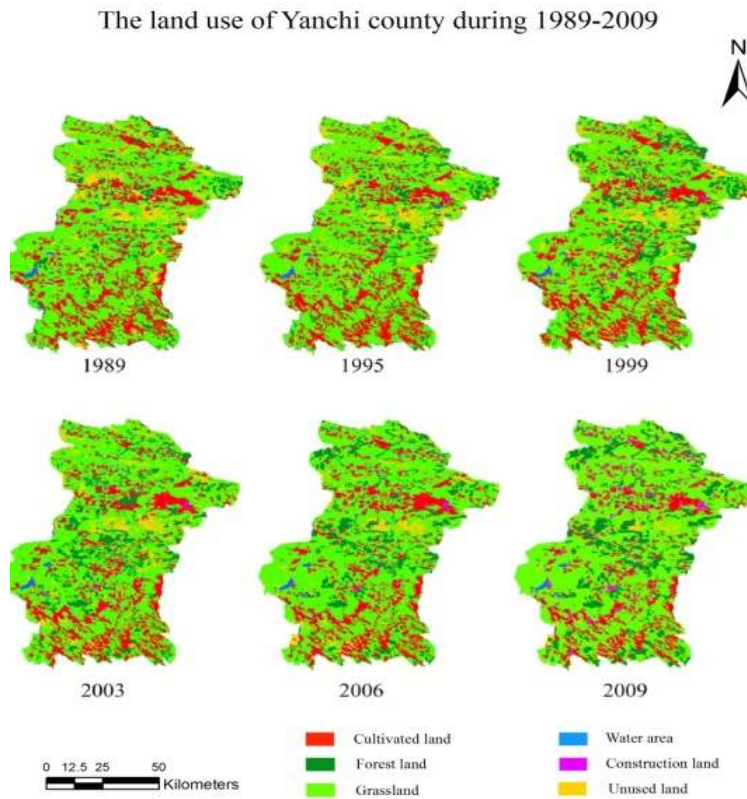 The land use of Yanchi county during 1989-2009
N
1989 1995 1999
2003 2006 2009
0 12.5 25 50
Kilometers
Cultivated land
Forest land
Grassland
Water area
Construction land
Unused land